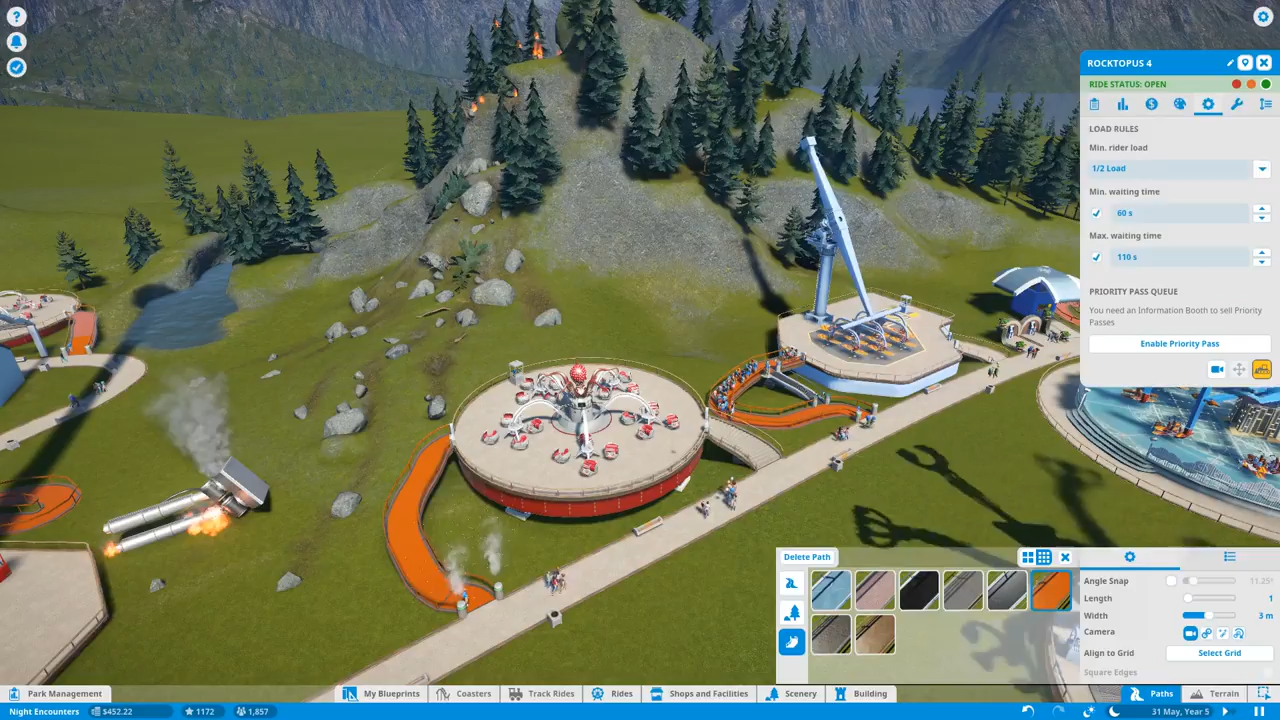 ROCKTOPUS 4
RIDE STATUS: OPEN
LOAD RULES
Min. rider load
1/2 Load
Min. waiting time
60 s
Max. waiting time
110 s
PRIORITY PASS QUEUE
You need an Information Booth to sell Priority
Passes
Enable Priority Pass
Delete Path
Angle Snap
11.25°
Length
1
Width
3 m
Camera
Align to Grid
Select Grid
Square Edges
Park Management
My Blueprints
Coasters
Track Rides
Rides
Shops and Facilities
Scenery
Building
Paths
Terrain
Night Encounters
$452.22
1172
1,857
31 May, Year 5